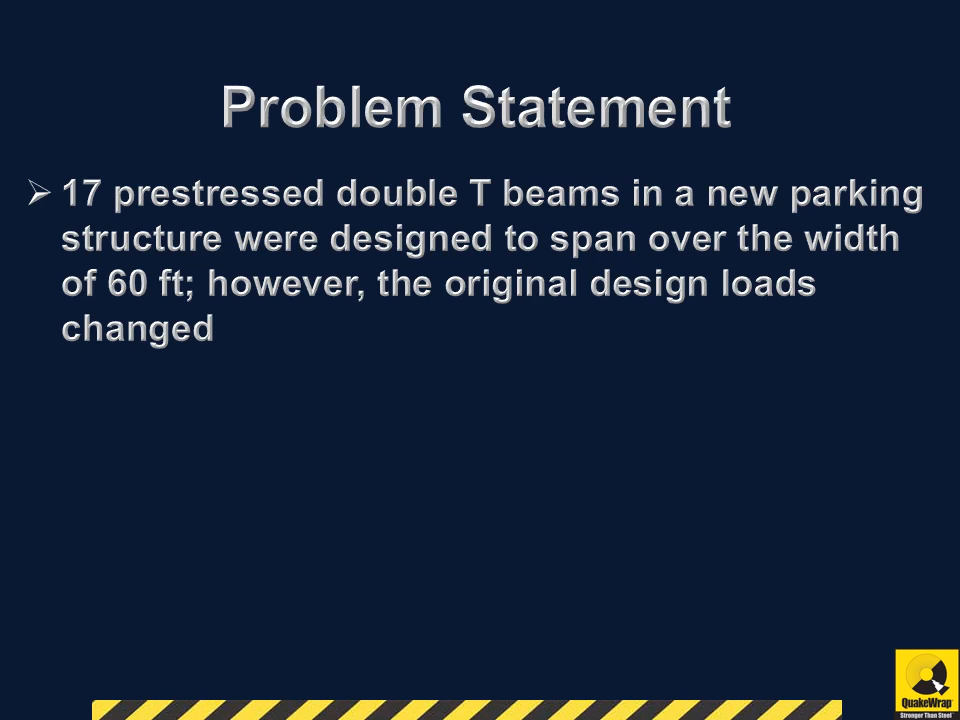 Problem Statement
➢ 17 prestressed double T beams in a new parking
structure were designed to span over the width
of 60 ft; however, the original design loads
changed
QuakeWrap
Stronger Than Steel